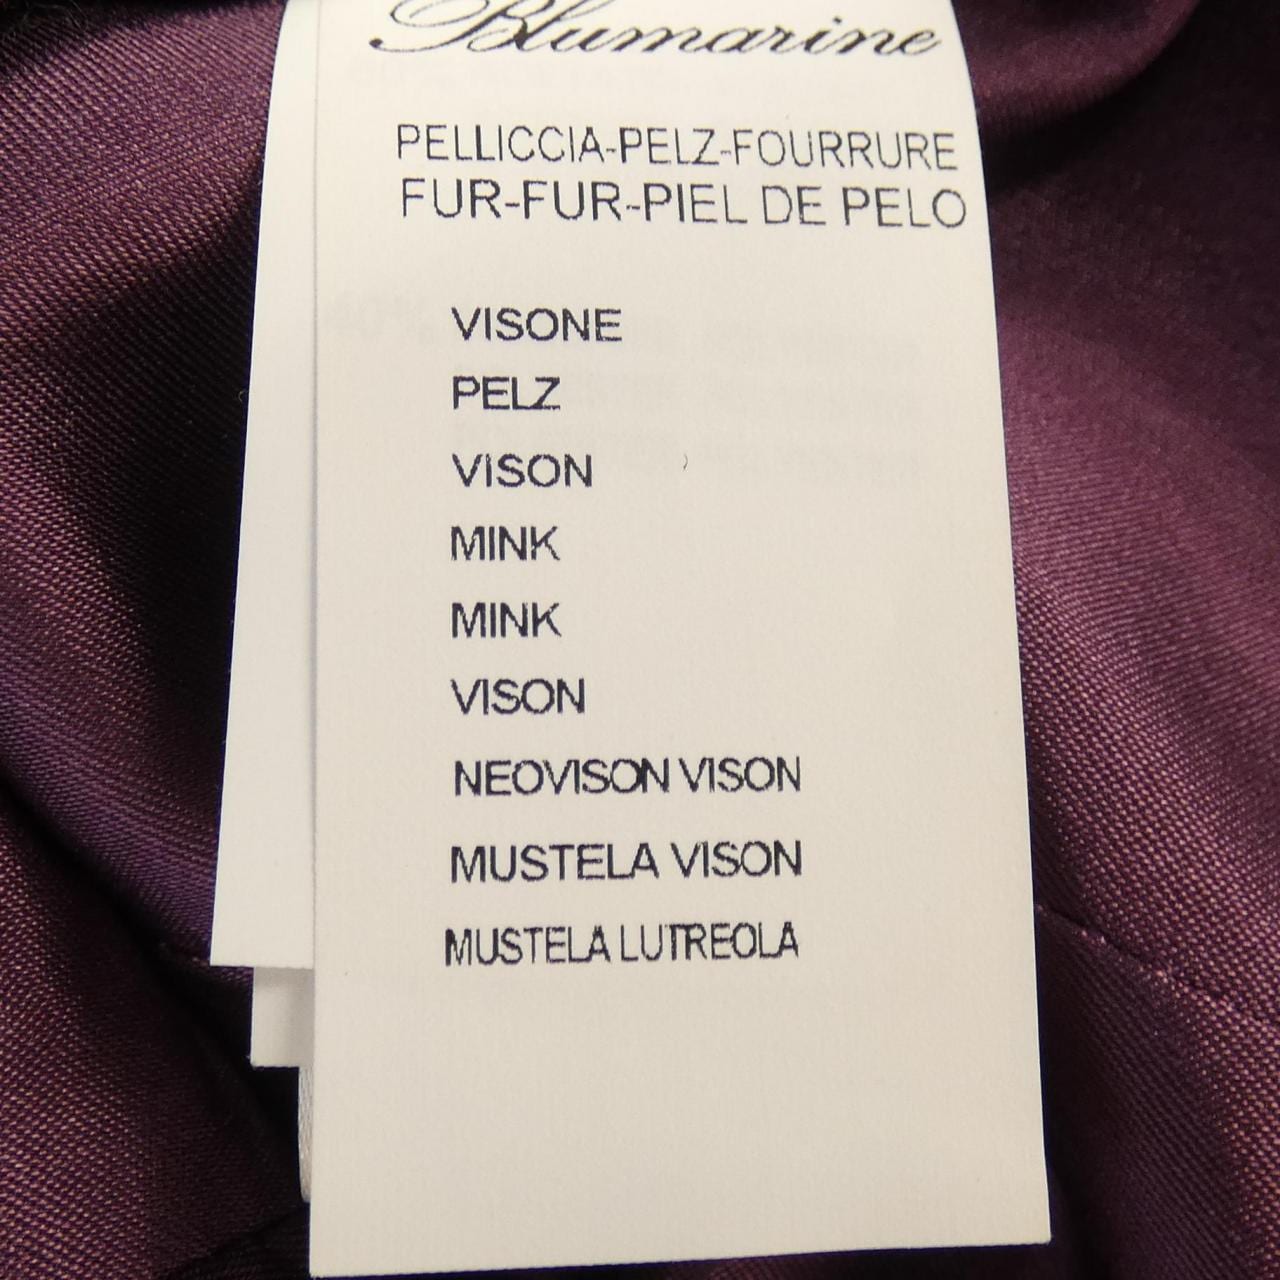 Blumarine
PELLICCIA-PELZ-FOURRURE
FUR-FUR-PIEL DE PELO
VISONE
PELZ
VISON
MINK
MINK
VISON
NEOVISON VISON
MUSTELA VISON
MUSTELA LUTREOLA